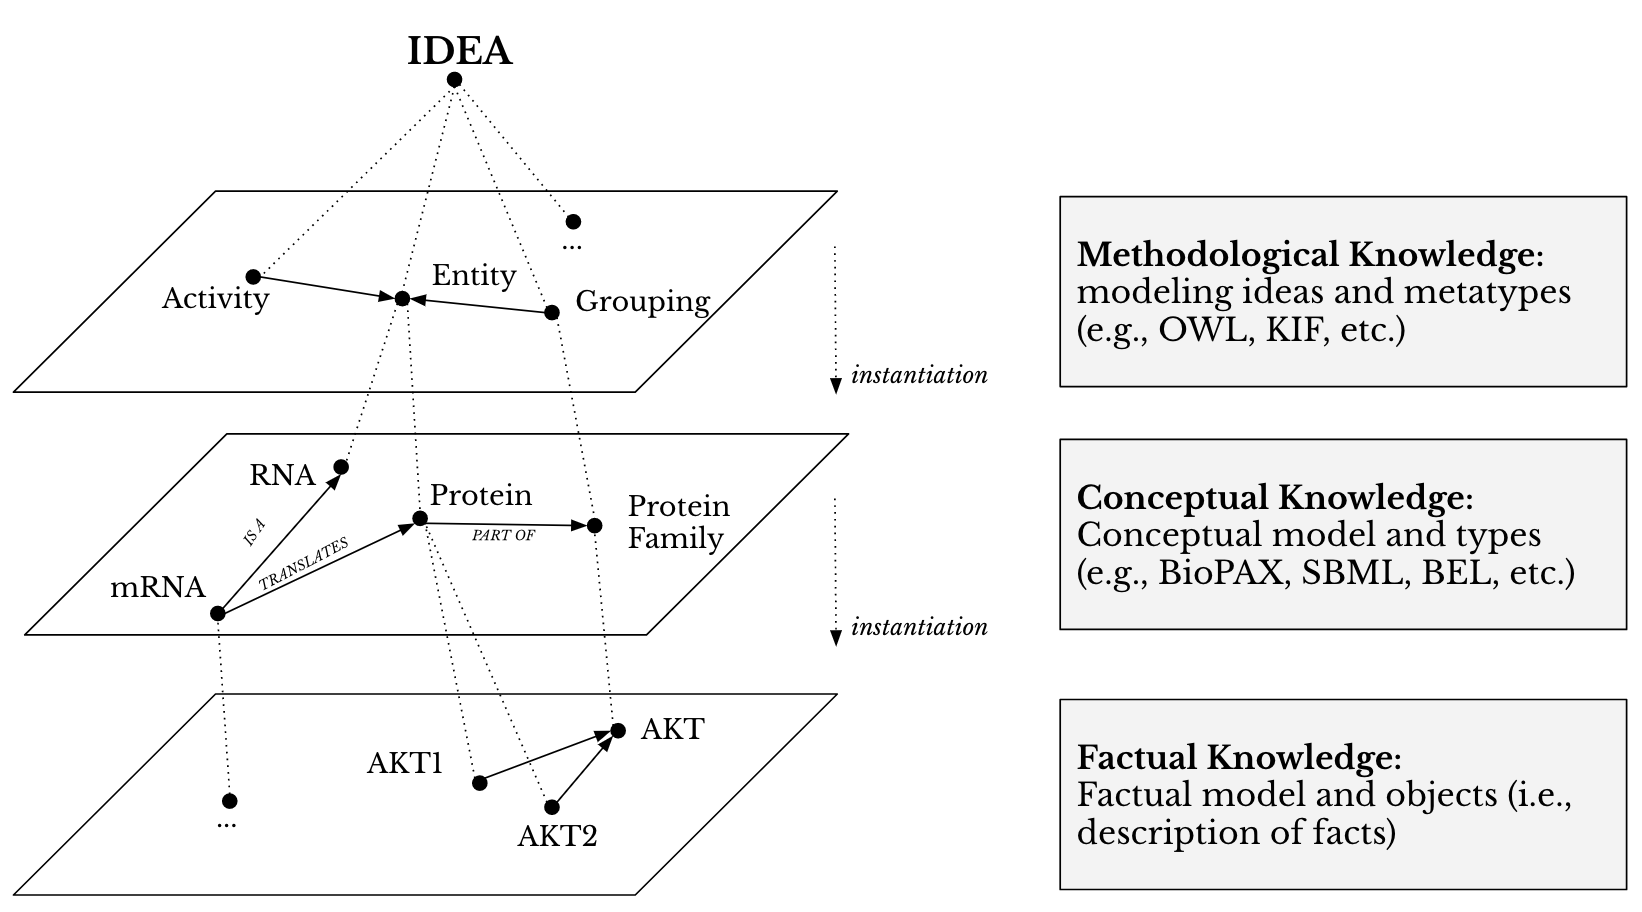 IDEA
...
Entity
Activity
Grouping
instantiation
Methodological Knowledge:
modeling ideas and metatypes
(e.g., OWL, KIF, etc.)
RNA
Protein
Protein
Family
IS A
TRANSLATES
PART OF
mRNA
instantiation
Conceptual Knowledge:
Conceptual model and types
(e.g., BioPAX, SBML, BEL, etc.)
AKT
AKT1
...
AKT2
Factual Knowledge:
Factual model and objects (i.e.,
description of facts)